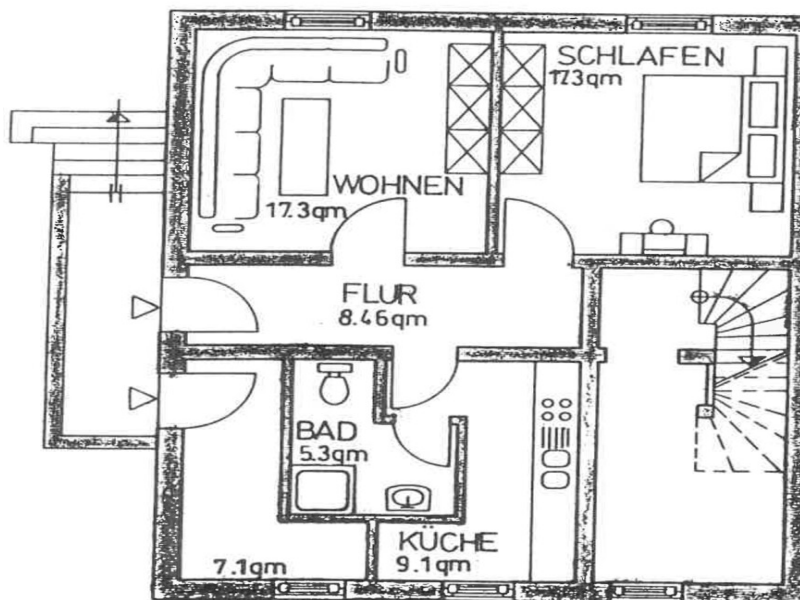 SCHLAFEN
17.3qm
WOHNEN
17.3qm
FLUR
8.46qm
BAD
5.3qm
KÜCHE
9.1qm
7.1qm